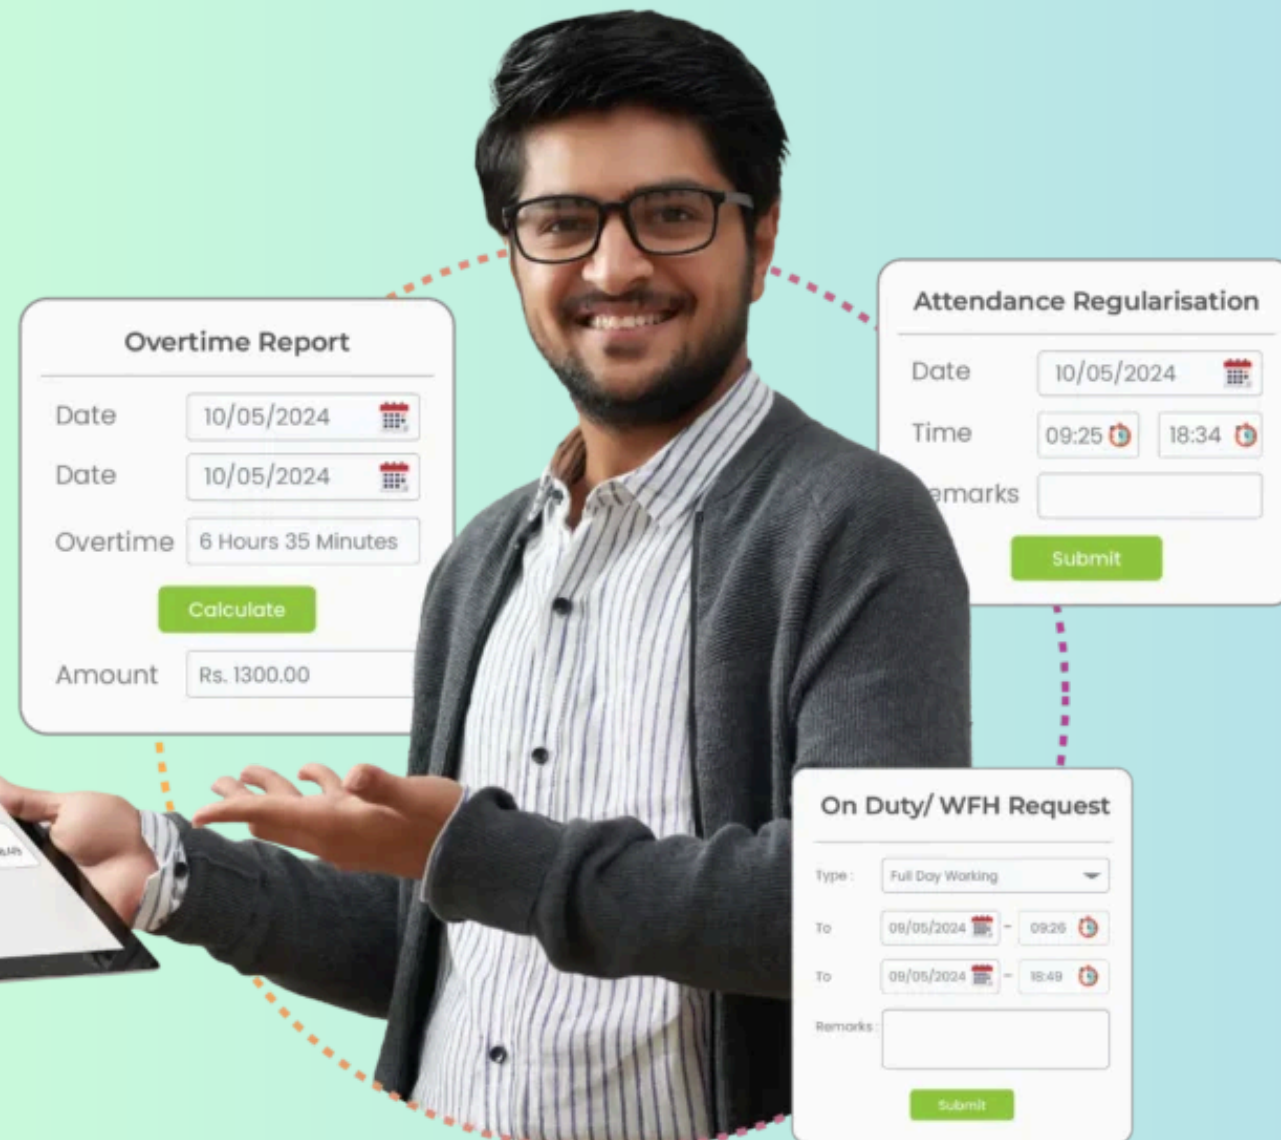 Overtime Report
Date 10/05/2024
Date 10/05/2024
Overtime 6 Hours 35 Minutes
Calculate
Amount Rs. 1300.00
Attendance Regularisation
Date 10/05/2024
Time 09:25 18:34
emarks
Submit
On Duty/ WFH Request
Type : Full Day Working
To 09/05/2024 - 09:26
To 09/05/2024 - 18:49
Remarks :
Submit